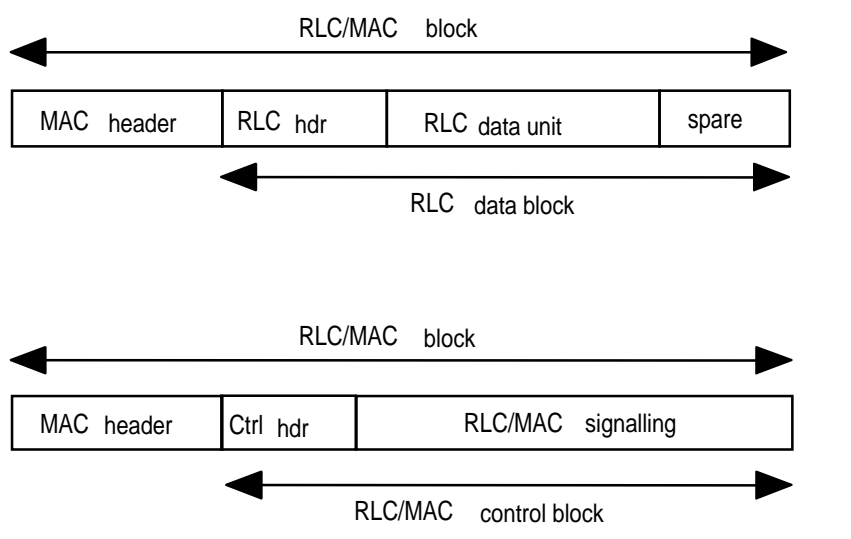 RLC/MAC block
MAC header RLC hdr RLC data unit spare
RLC data block
RLC/MAC block
MAC header Ctrl hdr RLC/MAC signalling
RLC/MAC control block